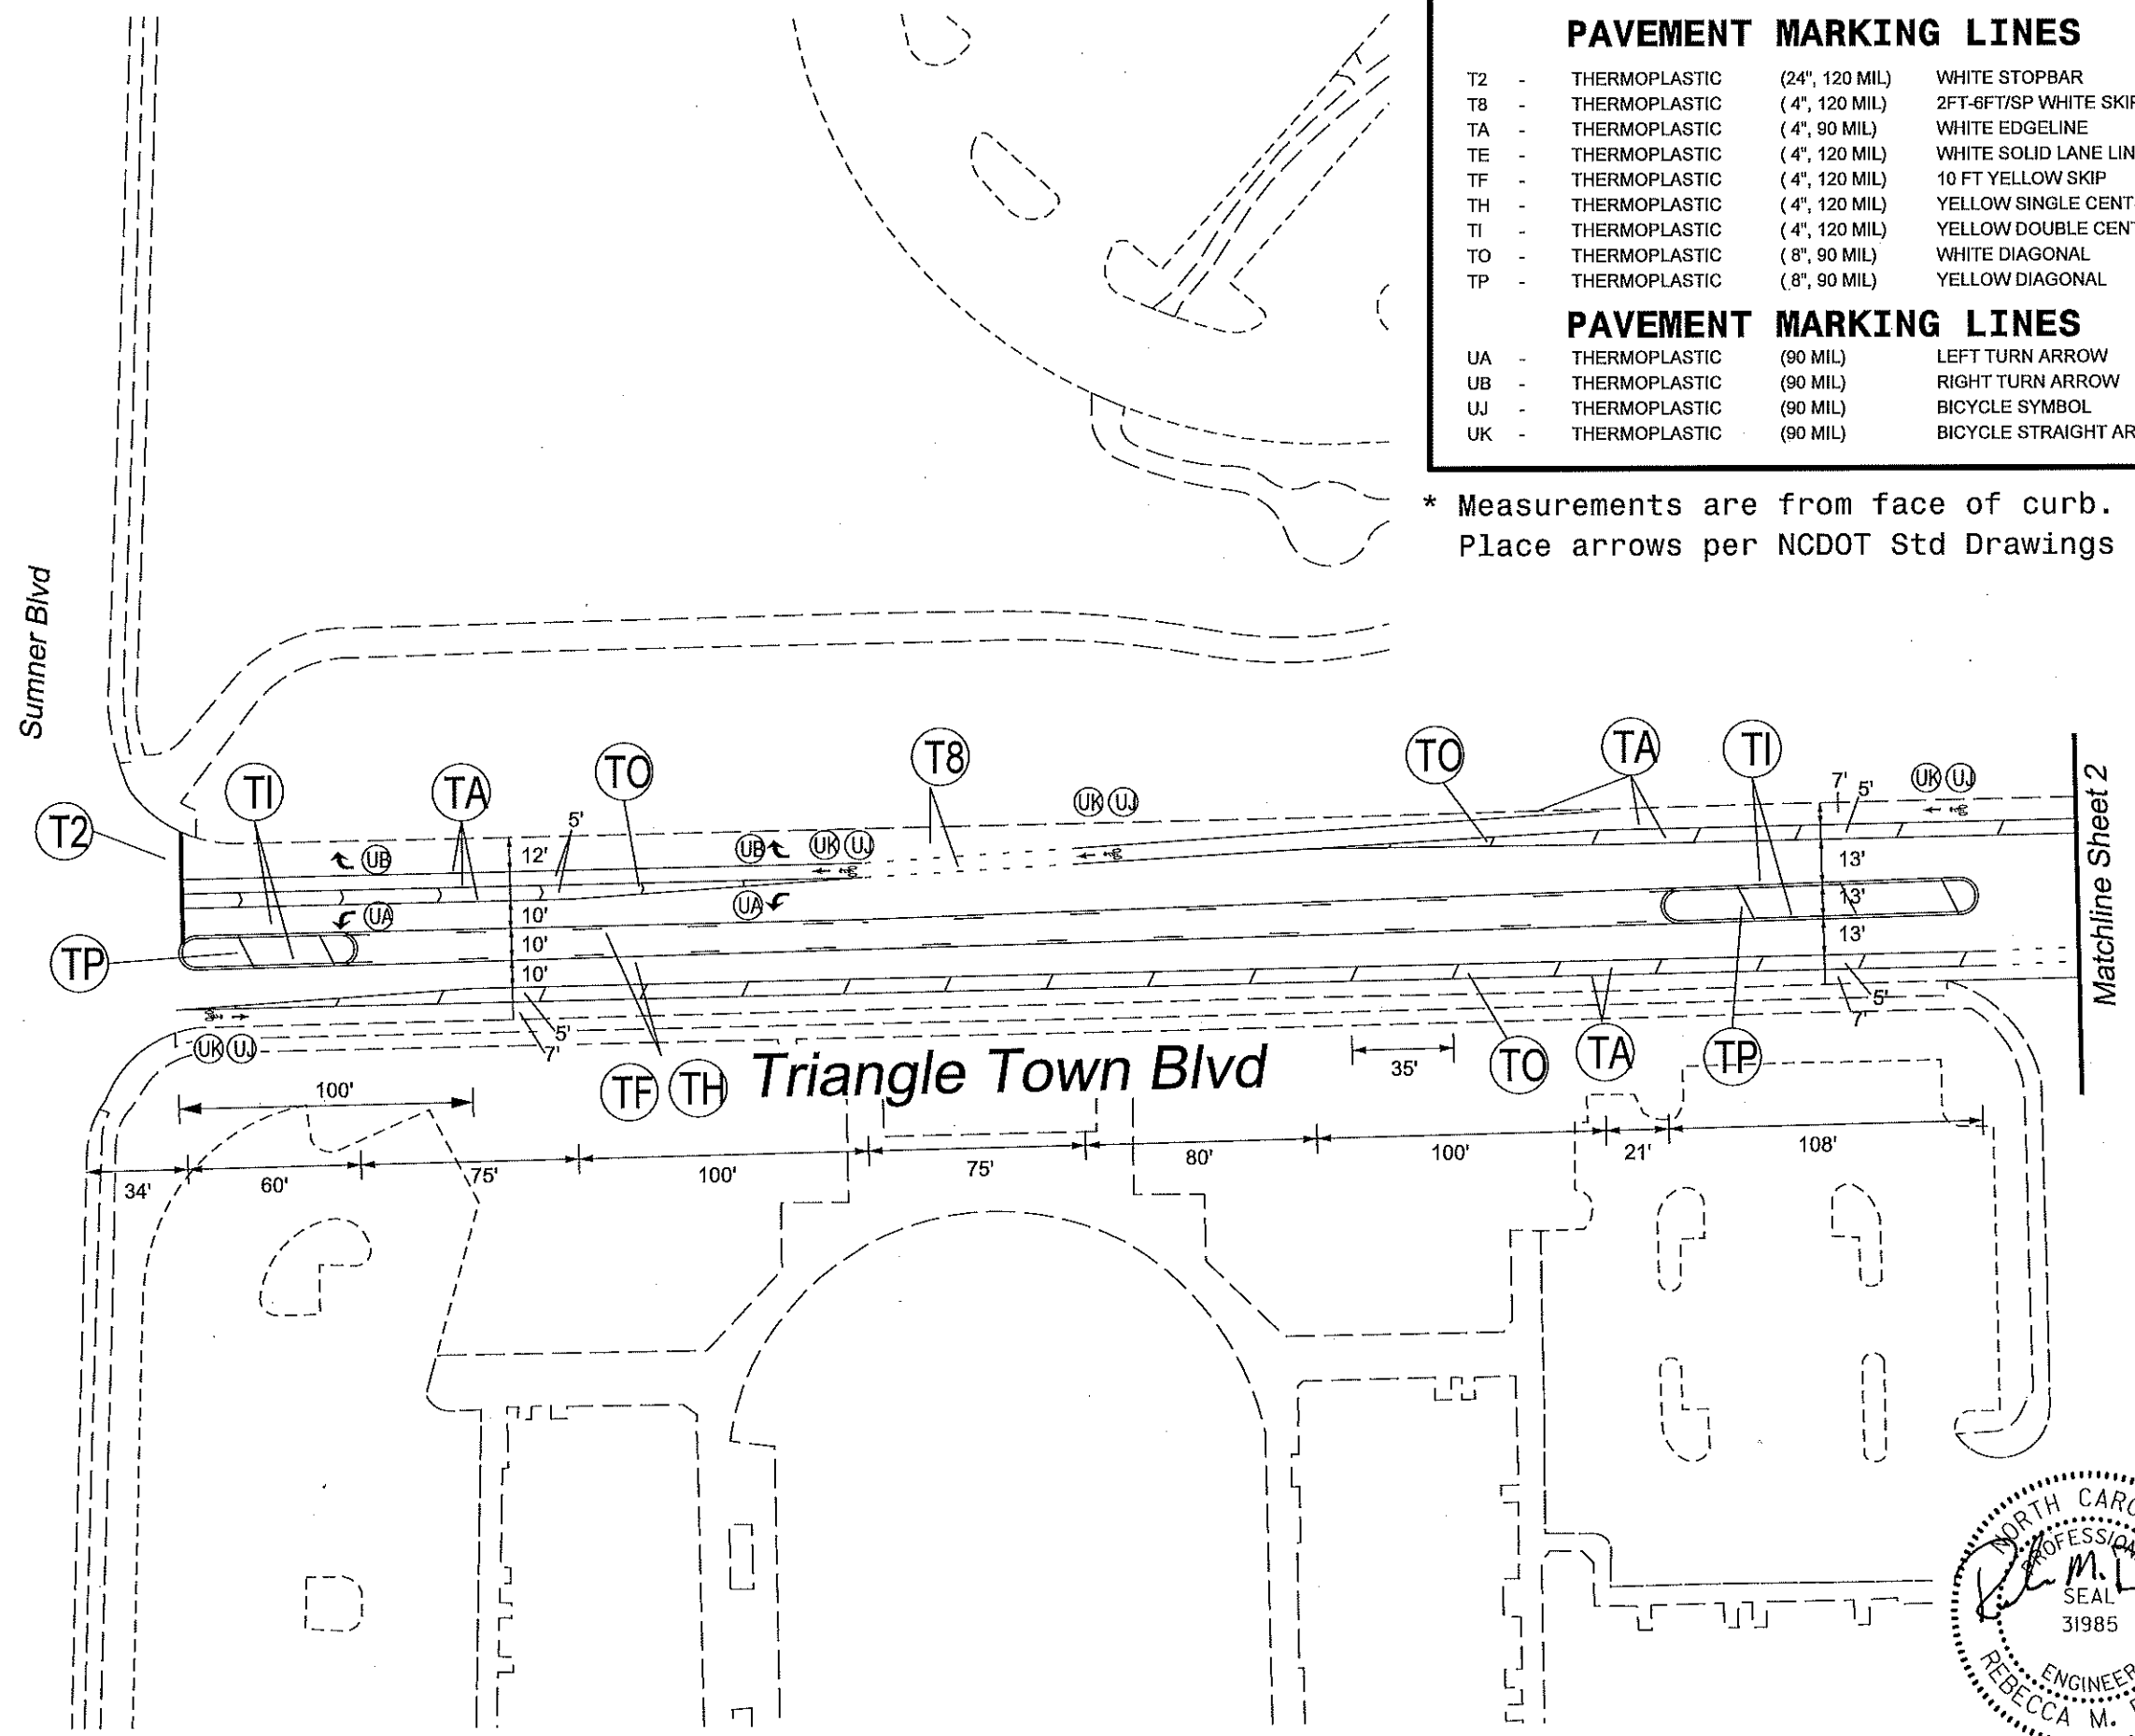 PAVEMENT MARKING LINES
T2 - THERMOPLASTIC (24", 120 MIL) WHITE STOPBAR
T8 - THERMOPLASTIC ( 4", 120 MIL) 2FT-6FT/SP WHITE
TA - THERMOPLASTIC ( 4", 90 MIL) WHITE EDGELINE
TE - THERMOPLASTIC ( 4", 120 MIL) WHITE SOLID LANE
TF - THERMOPLASTIC ( 4", 120 MIL) 10 FT YELLOW SKIP
TH - THERMOPLASTIC ( 4", 120 MIL) YELLOW SINGLE
TI - THERMOPLASTIC ( 4", 120 MIL) YELLOW DOUBLE
TO - THERMOPLASTIC ( 8", 90 MIL) WHITE DIAGONAL
TP - THERMOPLASTIC ( 8", 90 MIL) YELLOW DIAGONAL
PAVEMENT MARKING LINES
UA - THERMOPLASTIC (90 MIL) LEFT TURN ARROW
UB - THERMOPLASTIC (90 MIL) RIGHT TURN ARROW
UJ - THERMOPLASTIC (90 MIL) BICYCLE SYMBOL
UK - THERMOPLASTIC (90 MIL) BICYCLE STRAIGHT
* Measurements are from face of curb.
Place arrows per NCDOT Std Drawings
Sumner Blvd
T2
TI
TA
TO
T8
TO
TA
TI
Matchline Sheet 2
UK UJ
UK UJ
7'
5'
5'
12'
UB
UB
UK UJ
13'
UA
UA
10'
13'
10'
13'
10'
TP
5'
7'
5'
7'
UK UJ
TF TH
Triangle Town Blvd
35'
TO
TA
TP
100'
34'
60'
75'
100'
75'
80'
100'
21'
108'
NORTH
SEAL
31985
ENGINEER
REBECCA M.